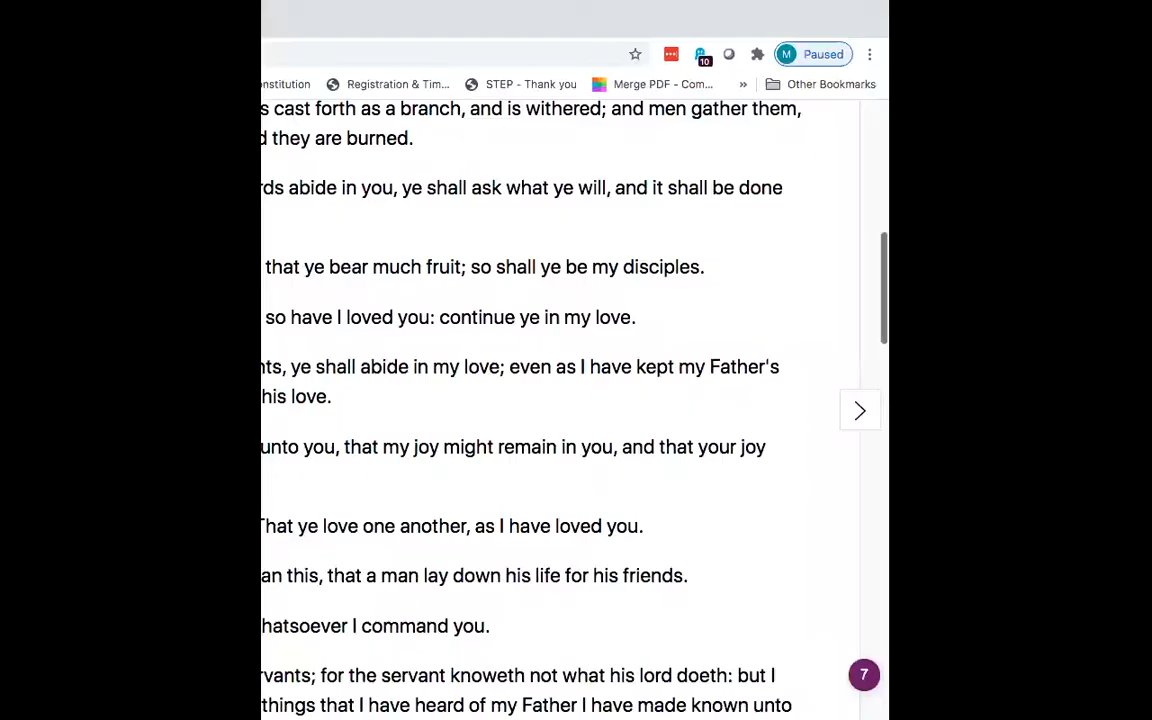 M Paused
10
onstitution Registration & Tim... STEP - Thank you Merge PDF - Com... » Other Bookmarks
s cast forth as a branch, and is withered; and men gather them,
d they are burned.
rds abide in you, ye shall ask what ye will, and it shall be done
that ye bear much fruit; so shall ye be my disciples.
so have I loved you: continue ye in my love.
nts, ye shall abide in my love; even as I have kept my Father's
his love.
unto you, that my joy might remain in you, and that your joy
That ye love one another, as I have loved you.
an this, that a man lay down his life for his friends.
hatsoever I command you.
rvants; for the servant knoweth not what his lord doeth: but I
things that I have heard of my Father I have made known unto
7